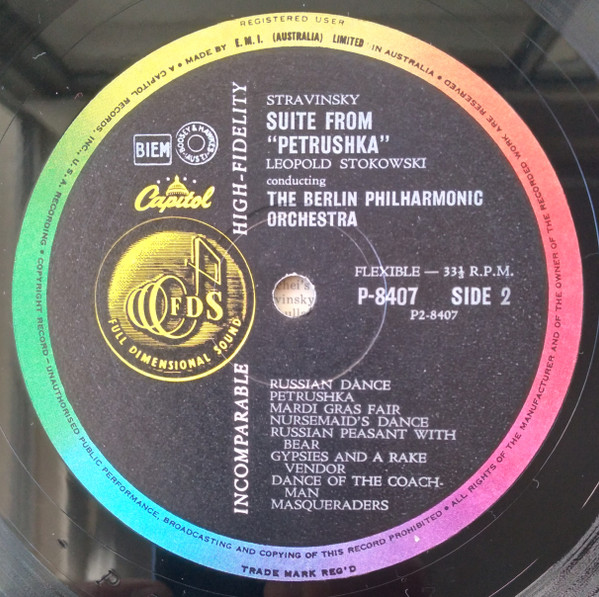 REGISTERED USER
• MADE BY E.M.I. (AUSTRALIA) LIMITED IN AUSTRALIA •
STRAVINSKY
SUITE FROM
"PETRUSHKA"
LEOPOLD STOKOWSKI
conducting
THE BERLIN PHILHARMONIC
ORCHESTRA
BIEM
BOOSEY & HAWKES
AUST.
Capitol
FDS
FULL DIMENSIONAL SOUND
INCOMPARABLE HIGH-FIDELITY
FLEXIBLE — 33⅓ R.P.M.
P-8407 SIDE 2
P2-8407
vinsky
RUSSIAN DANCE
PETRUSHKA
MARDI GRAS FAIR
NURSEMAID'S DANCE
RUSSIAN PEASANT WITH
BEAR
GYPSIES AND A RAKE
VENDOR
DANCE OF THE COACH-
MAN
MASQUERADERS
A CAPITOL RECORDS, INC., U.S.A. RECORDING • COPYRIGHT RECORD—UNAUTHORISED PUBLIC PERFORMANCE, BROADCASTING AND COPYING OF THIS RECORD PROHIBITED • ALL RIGHTS OF THE MANUFACTURER AND OF THE OWNER OF THE RECORDED WORK ARE RESERVED
TRADE MARK REG'D